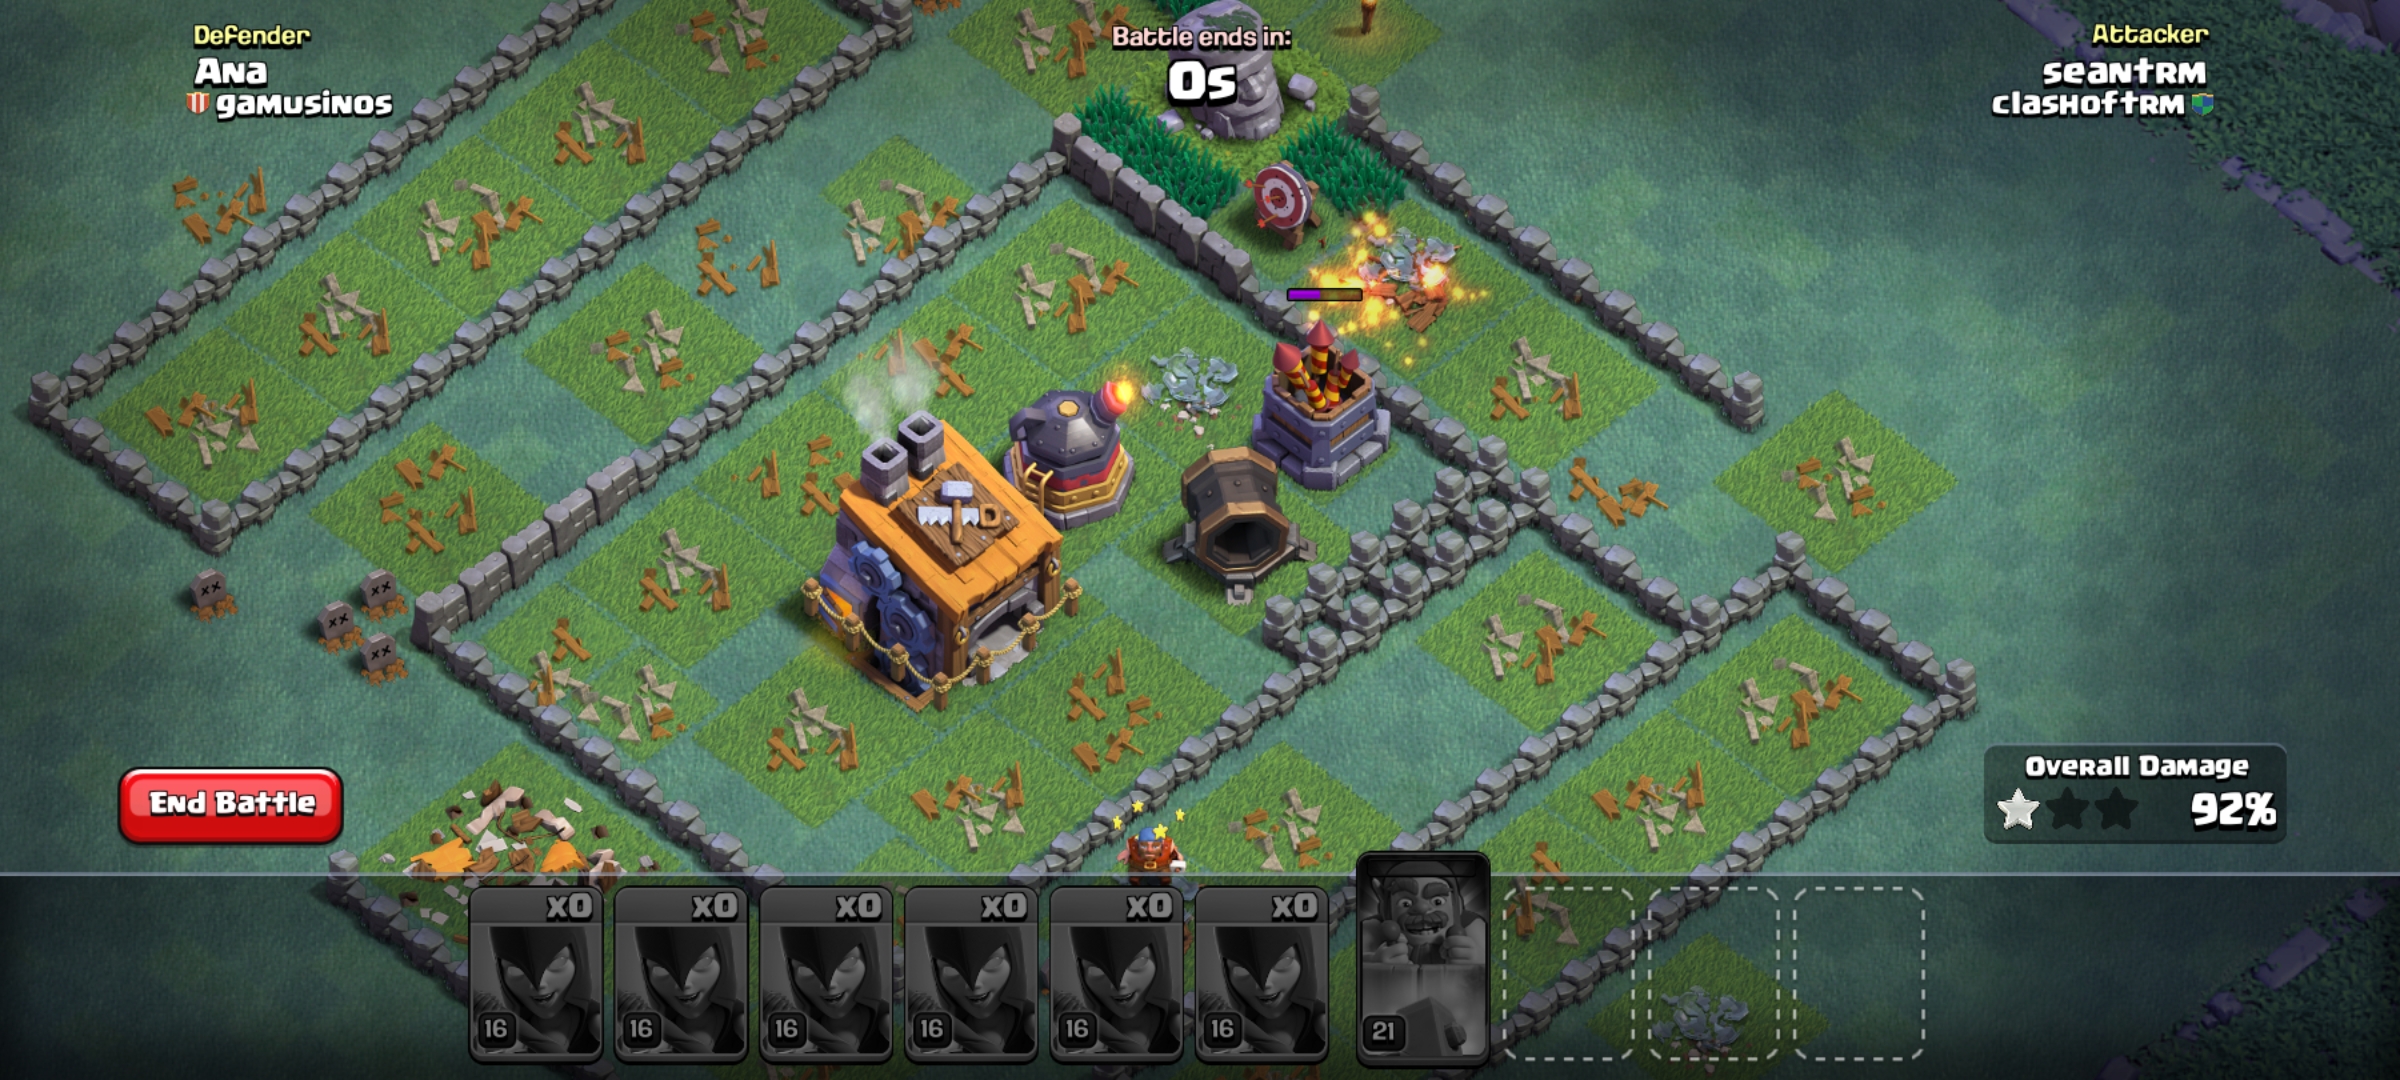 Defender
Ana
gamusinos
Battle ends in:
0s
Attacker
seantRM
clashoftRM
End Battle
Overall Damage
92%
x0
x0
x0
x0
x0
x0
16
16
16
16
16
16
21